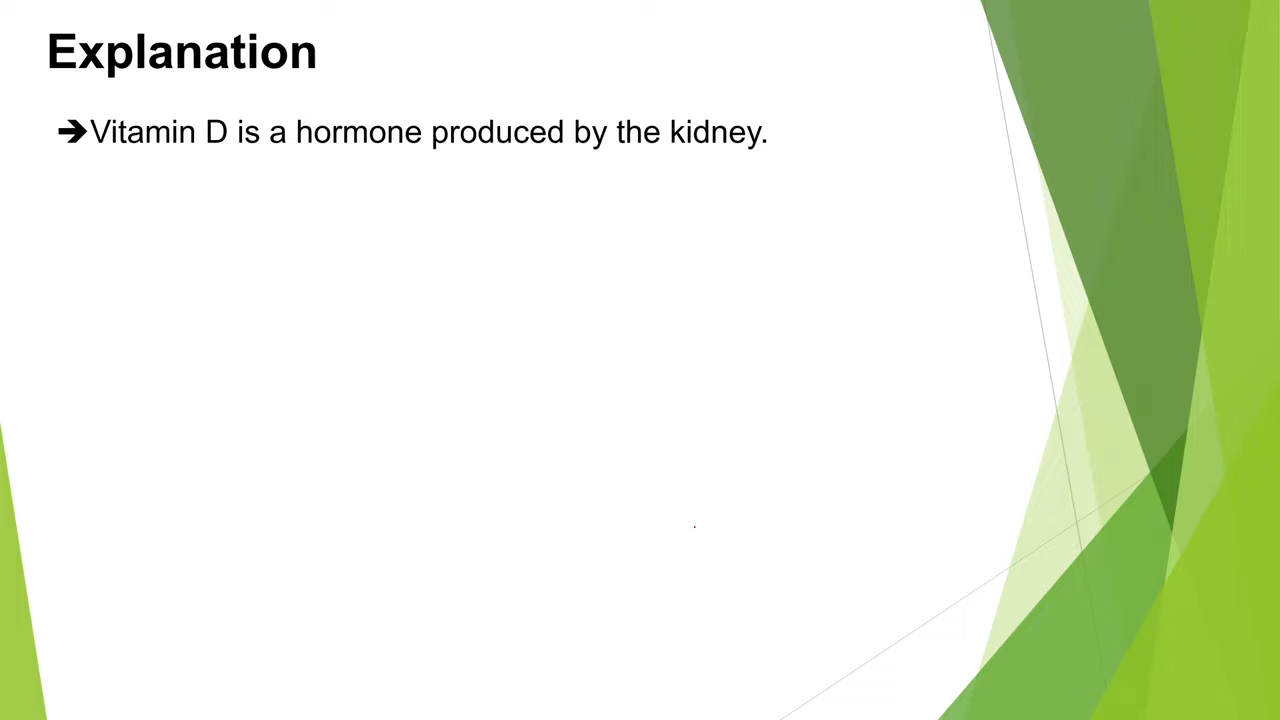 Explanation
➔Vitamin D is a hormone produced by the kidney.